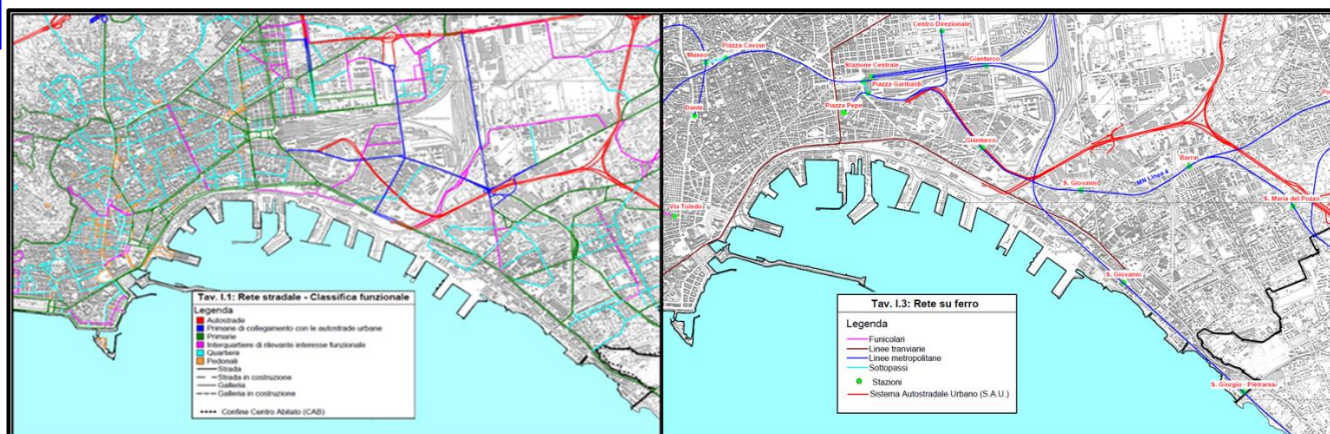 Tav. I.1: Rete stradale - Classifica funzionale
Legenda
Autostrade
Primarie di collegamento con le autostrade urbane
Primarie
Interquartiere di rilevante interesse funzionale
Quartiere
Pedonali
Strada
Strada in costruzione
Galleria
Galleria in costruzione
Confine Centro Abitato (CAB)
Centro Direzionale
Museo
Piazza Cavour
Stazione Centrale
Gianturco
Piazza Garibaldi
Dante
Piazza Pepe
Gianturco
Barra
MN Linea 4
S. Giovanni
Via Toledo
S. Maria del Pozzo
S. Giovanni
S. Giorgio - Pietrarsa
Tav. I.3: Rete su ferro
Legenda
Funicolari
Linee tranviarie
Linee metropolitane
Sottopassi
Stazioni
Sistema Autostradale Urbano (S.A.U.)